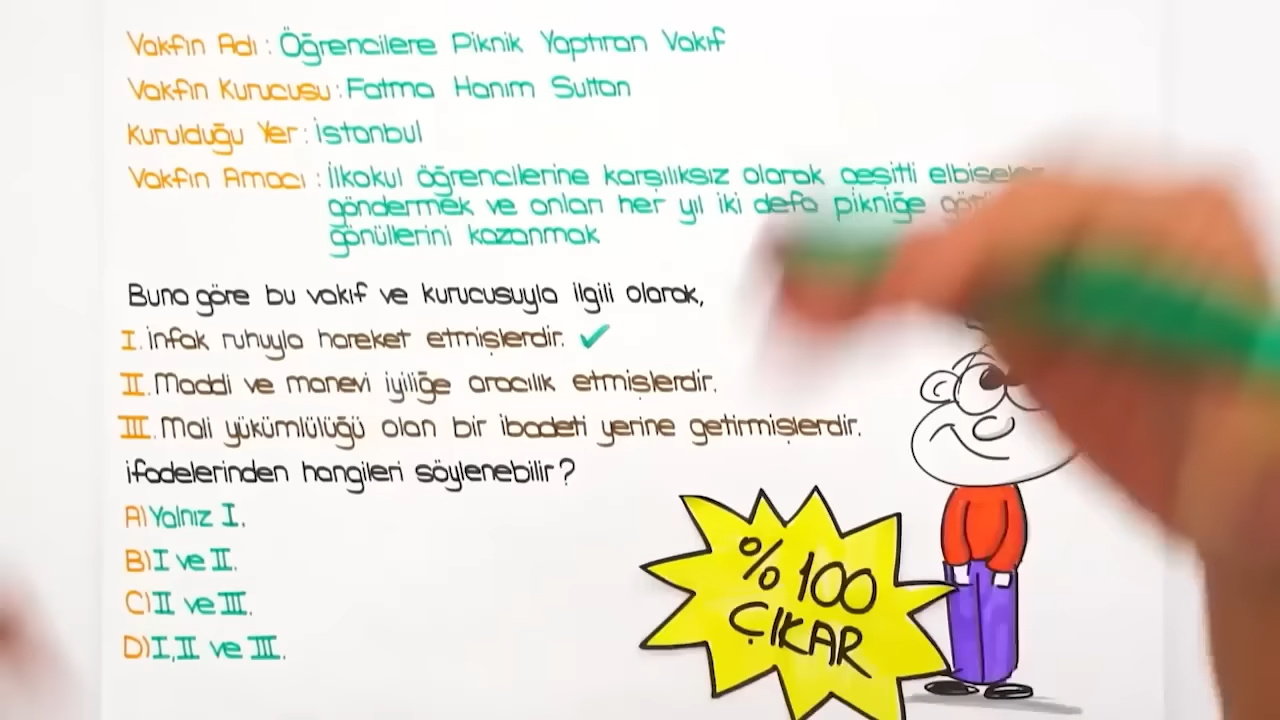 Vakfın Adı : Öğrencilere Piknik Yaptıran Vakıf
Vakfın Kurucusu : Fatma Hanım Sultan
Kurulduğu Yer : İstanbul
Vakfın Amacı : İlkokul öğrencilerine karşılıksız olarak çeşitli
göndermek ve onları her yıl iki defa pikniğe
gönüllerini kazanmak
Buna göre bu vakıf ve kurucusuyla ilgili olarak,
I. İnfak ruhuyla hareket etmişlerdir. ✓
II. Maddi ve manevi iyiliğe aracılık etmişlerdir.
III. Mali yükümlülüğü olan bir ibadeti yerine getirmişlerdir.
ifadelerinden hangileri söylenebilir?
A) Yalnız I.
B) I ve II.
C) II ve III.
D) I, II ve III.
% 100
ÇIKAR